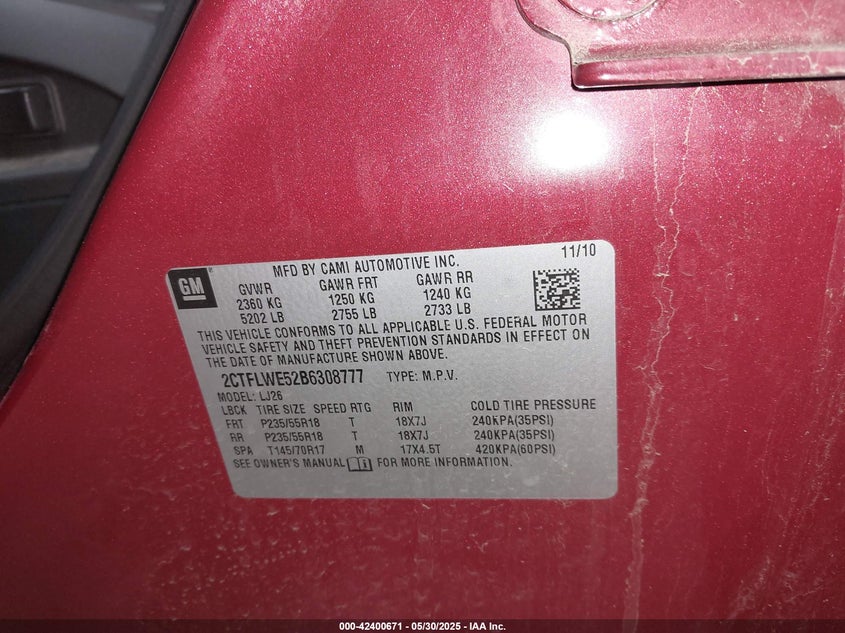 GM
MFD BY CAMI AUTOMOTIVE INC. 11/10
GVWR GAWR FRT GAWR RR
2360 KG 1250 KG 1240 KG
5202 LB 2755 LB 2733 LB
THIS VEHICLE CONFORMS TO ALL APPLICABLE U.S. FEDERAL MOTOR
VEHICLE SAFETY AND THEFT PREVENTION STANDARDS IN EFFECT ON
THE DATE OF MANUFACTURE SHOWN ABOVE.
2CTFLWE52B6308777 TYPE: M.P.V.
MODEL: LJ26
LBCK TIRE SIZE SPEED RTG RIM COLD TIRE PRESSURE
FRT P235/55R18 T 18X7J 240KPA(35PSI)
RR P235/55R18 T 18X7J 240KPA(35PSI)
SPA T145/70R17 M 17X4.5T 420KPA(60PSI)
SEE OWNER'S MANUAL FOR MORE INFORMATION.
000-42400671 - 05/30/2025 - IAA Inc.